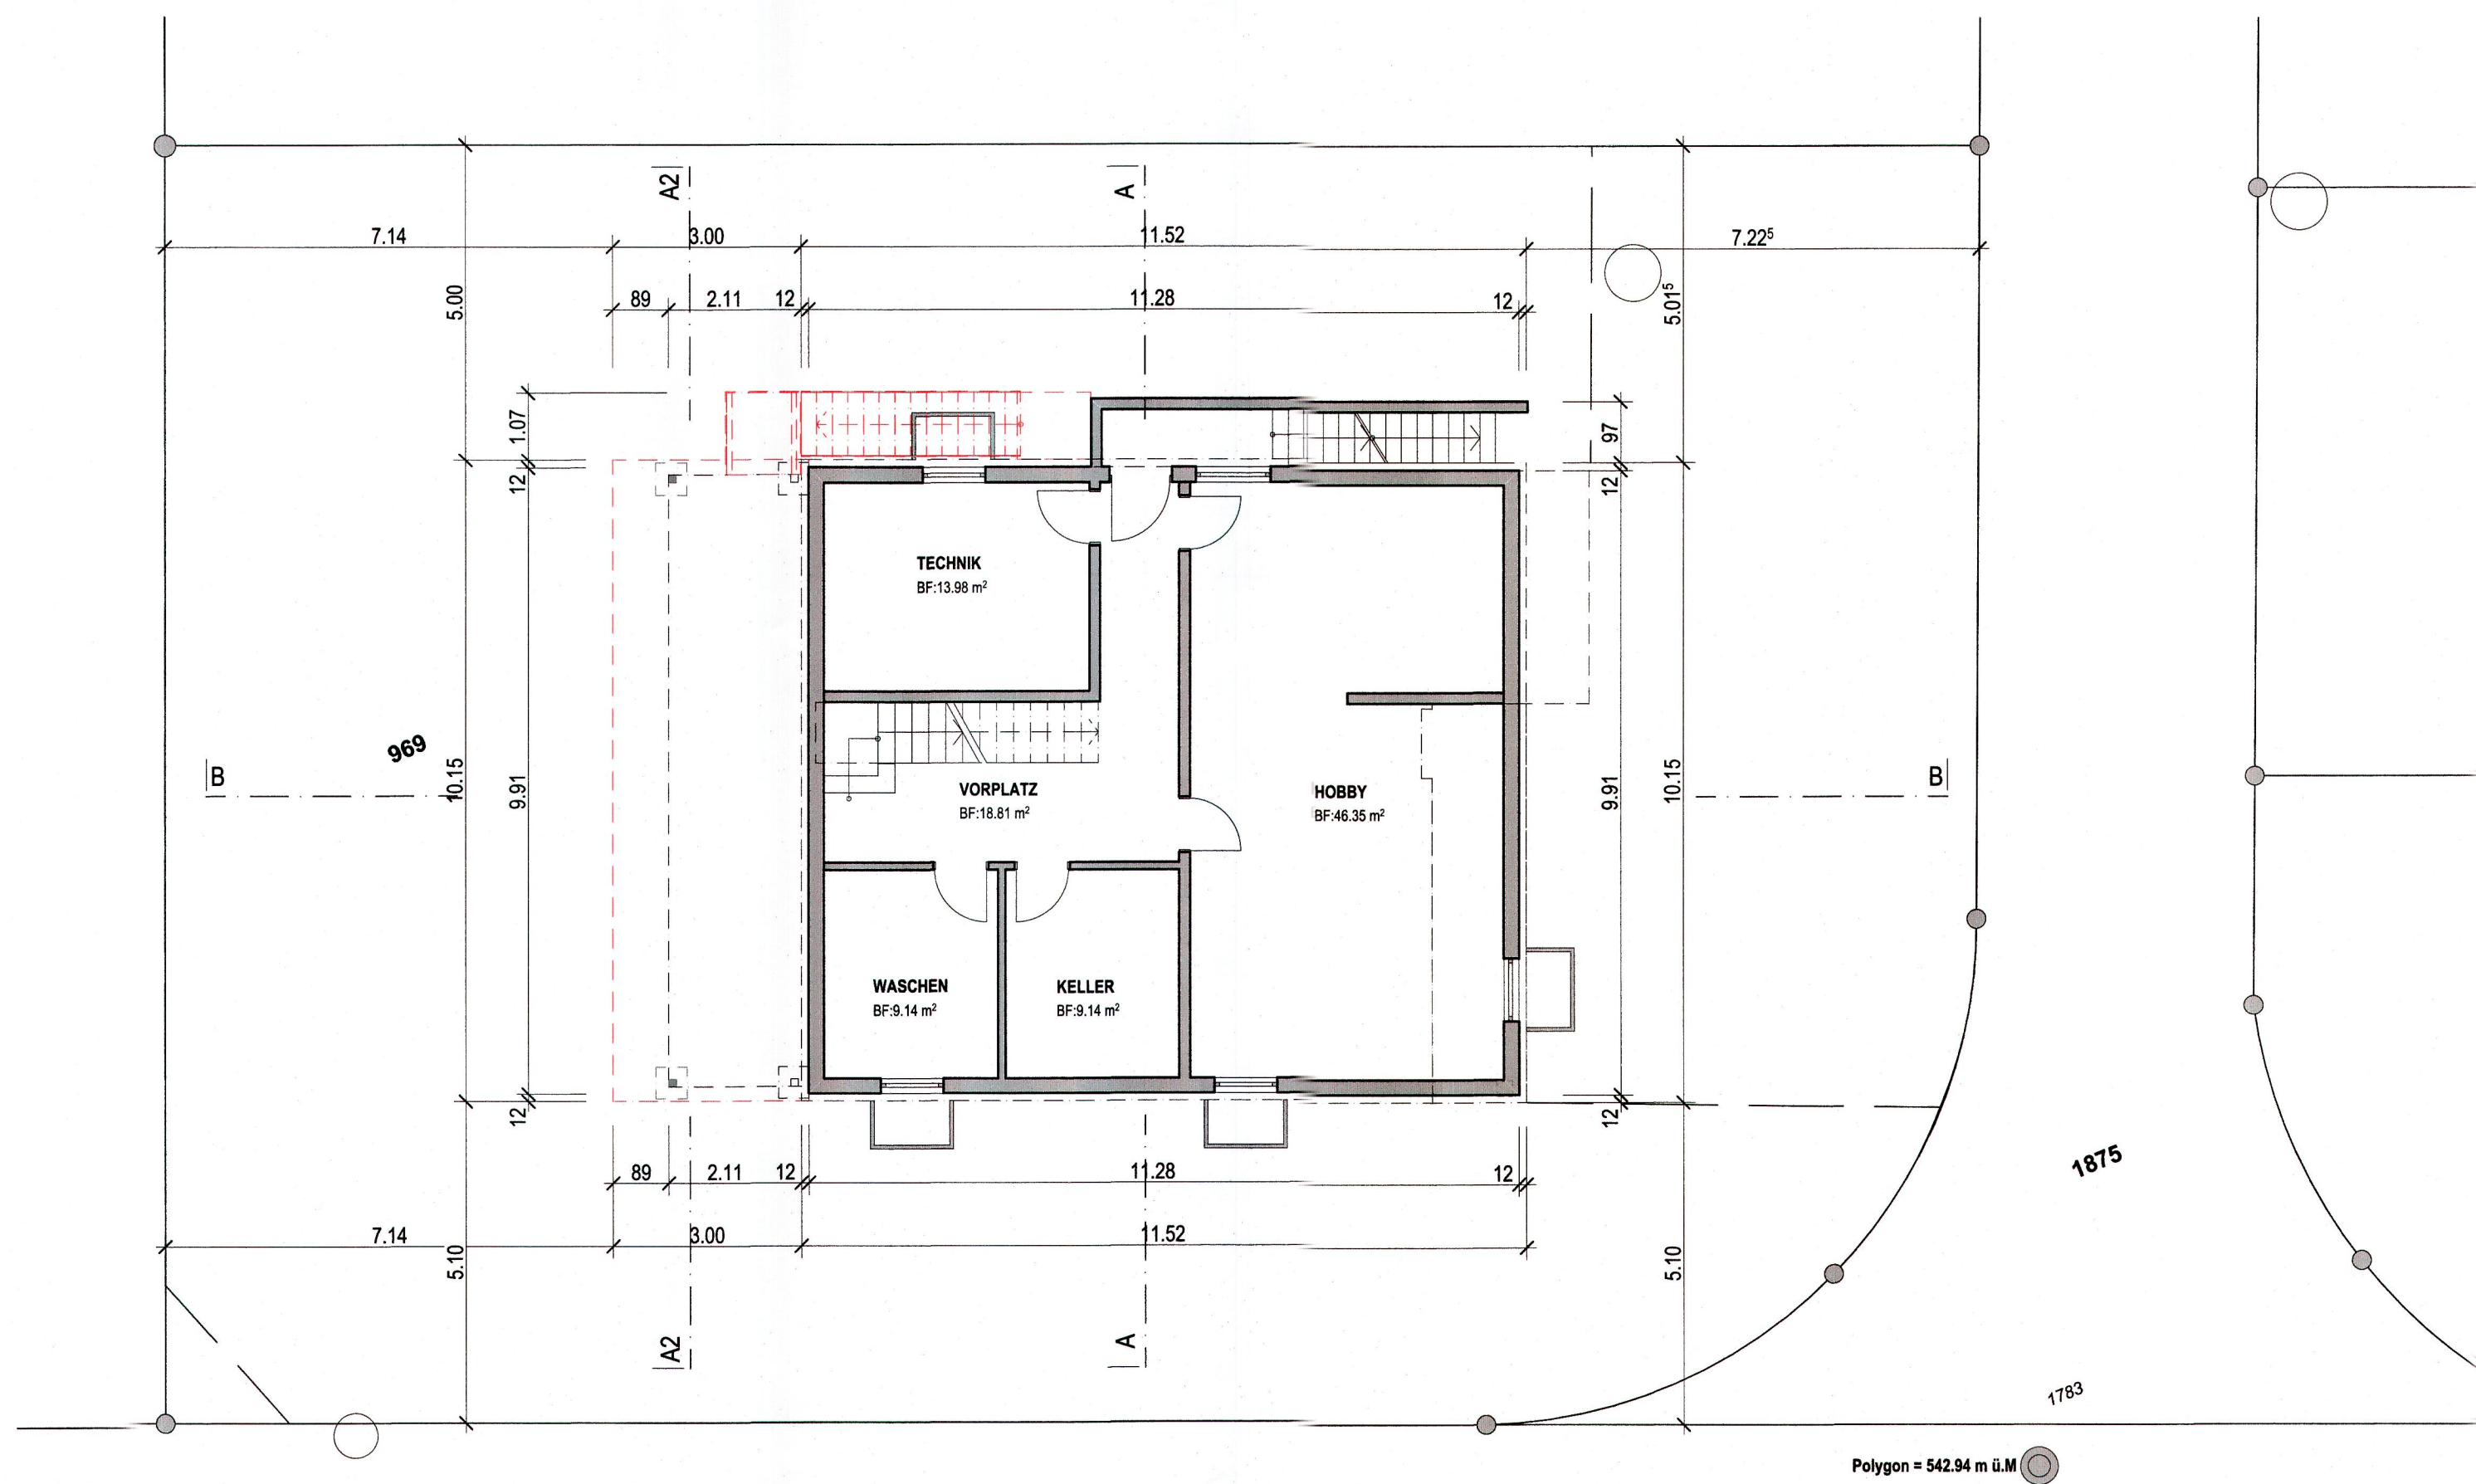 A2
A
7.14
3.00
11.52
7.22⁵
89
2.11
12
11.28
12
5.00
5.01⁵
1.07
97
12
12
TECHNIK
BF:13.98 m²
969
B
B
10.15
9.91
VORPLATZ
BF:18.81 m²
HOBBY
BF:46.35 m²
9.91
10.15
WASCHEN
BF:9.14 m²
KELLER
BF:9.14 m²
12
12
89
2.11
12
11.28
12
1875
7.14
3.00
11.52
5.10
5.10
A2
A
1783
Polygon = 542.94 m ü.M